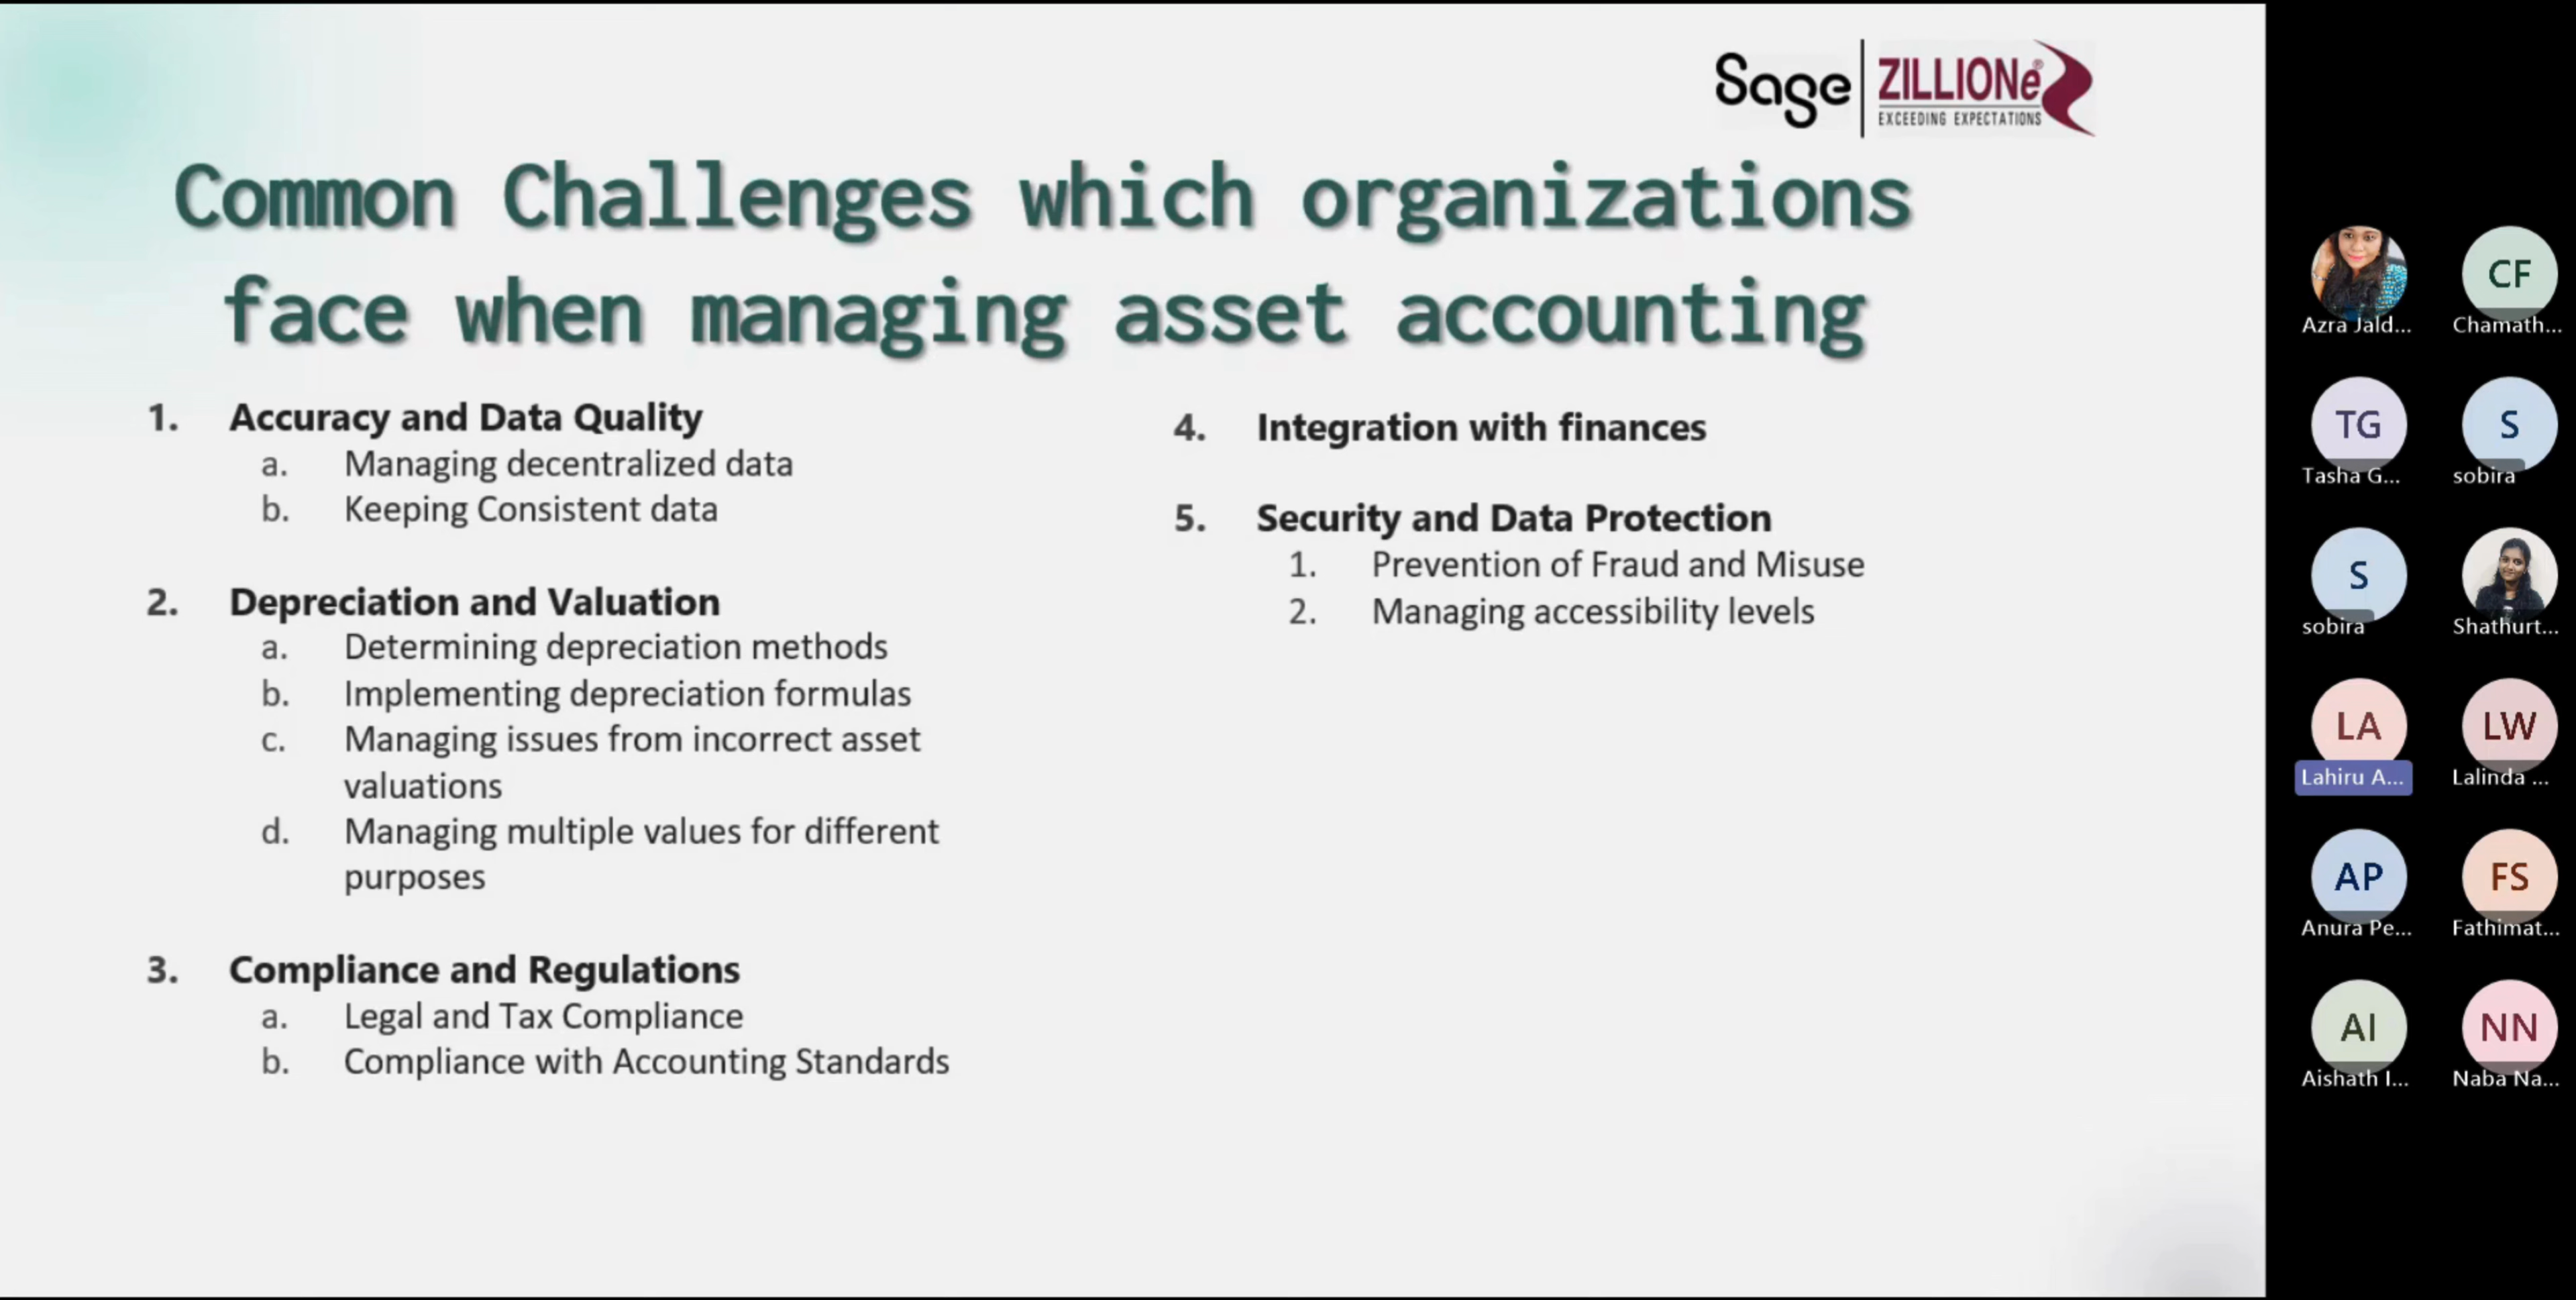 Sage
ZILLIONe®
EXCEEDING EXPECTATIONS
Common Challenges which organizations
face when managing asset accounting
1. Accuracy and Data Quality
a. Managing decentralized data
b. Keeping Consistent data
2. Depreciation and Valuation
a. Determining depreciation methods
b. Implementing depreciation formulas
c. Managing issues from incorrect asset
valuations
d. Managing multiple values for different
purposes
3. Compliance and Regulations
a. Legal and Tax Compliance
b. Compliance with Accounting Standards
4. Integration with finances
5. Security and Data Protection
1. Prevention of Fraud and Misuse
2. Managing accessibility levels
Azra Jald...
CF
Chamath...
TG
Tasha G...
S
sobira
S
sobira
Shathurt...
LA
Lahiru A...
LW
Lalinda ...
AP
Anura Pe...
FS
Fathimat...
AI
Aishath I...
NN
Naba Na...